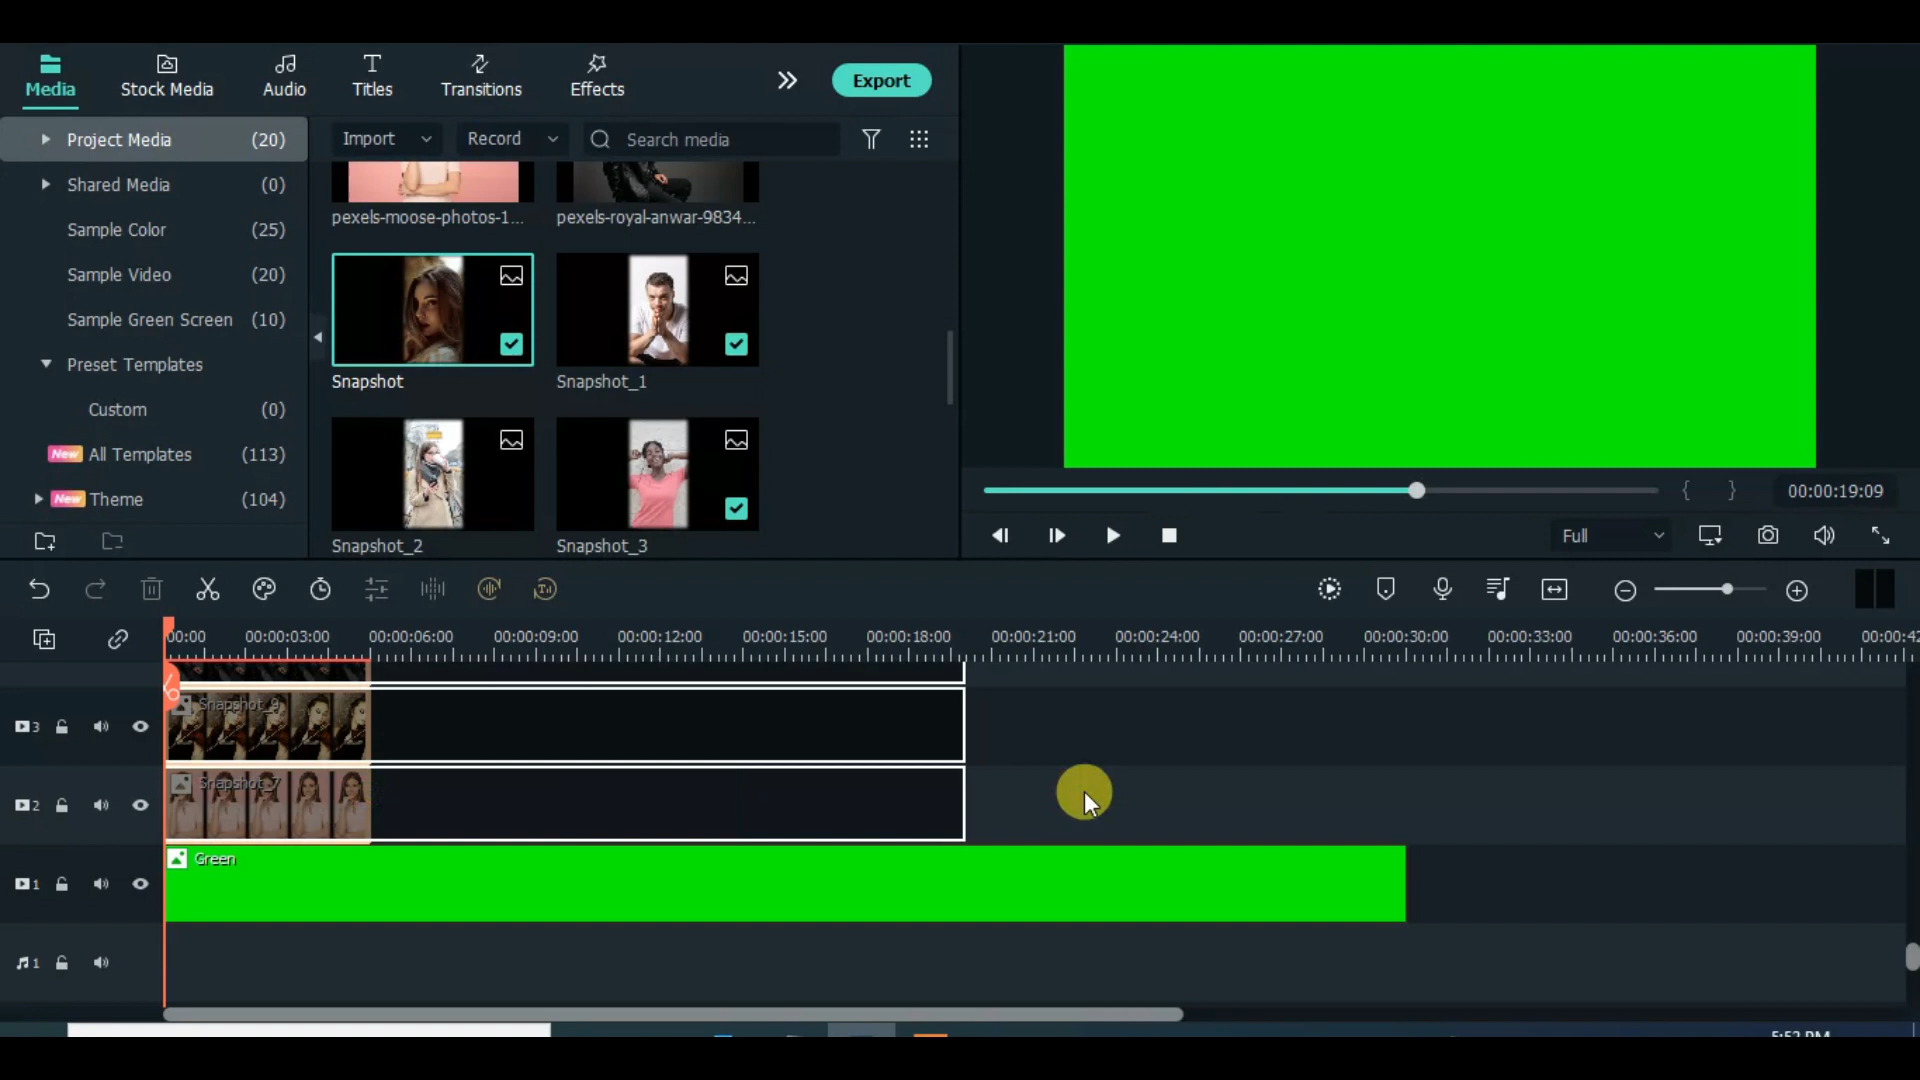 Media
Stock Media
Audio
Titles
Transitions
Effects
Export
Project Media (20)
Shared Media (0)
Sample Color (25)
Sample Video (20)
Sample Green Screen (10)
Preset Templates
Custom (0)
New All Templates (113)
New Theme (104)
Import
Record
Search media
pexels-moose-photos-1...
pexels-royal-anwar-9834...
Snapshot
Snapshot_1
Snapshot_2
Snapshot_3
{ } 00:00:19:09
Full
00:00 00:00:03:00 00:00:06:00 00:00:09:00 00:00:12:00 00:00:15:00 00:00:18:00 00:00:21:00 00:00:24:00 00:00:27:00 00:00:30:00 00:00:33:00 00:00:36:00 00:00:39:00 00:00:42
3
Snapshot_9
2
Snapshot_7
1
Green
1
5:52 PM